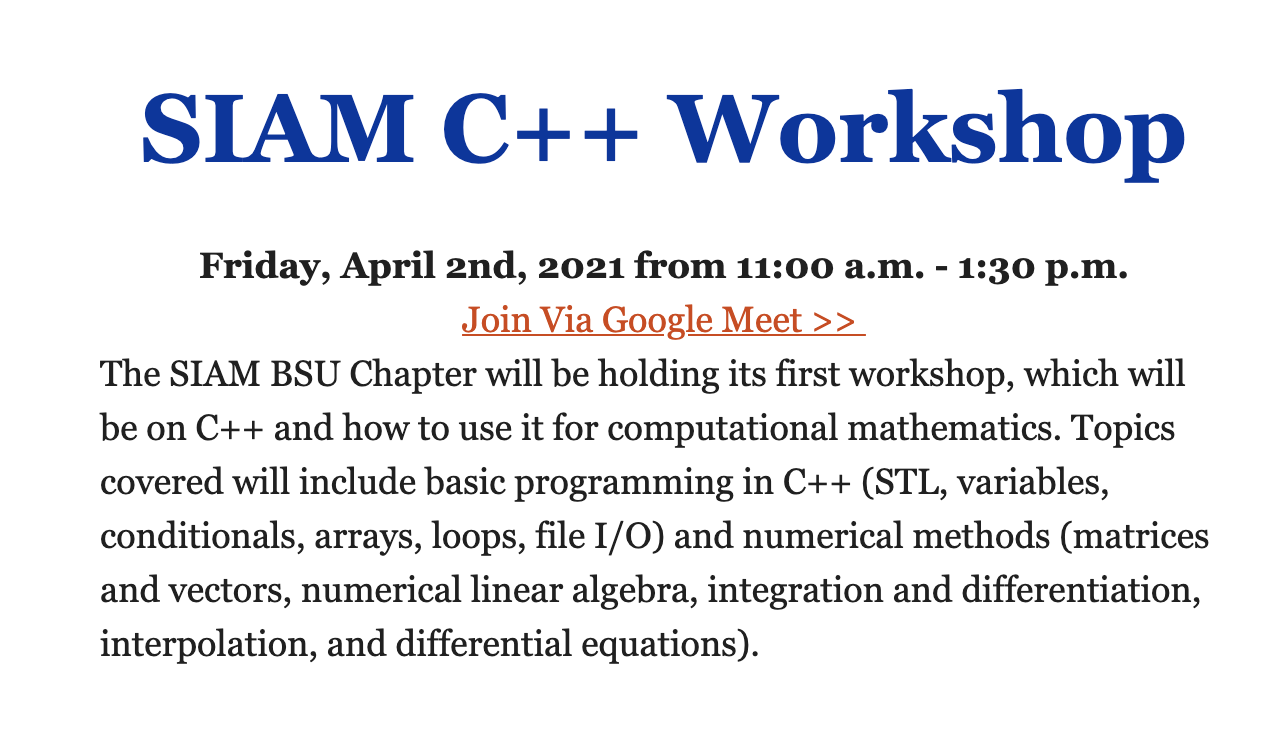 SIAM C++ Workshop
Friday, April 2nd, 2021 from 11:00 a.m. - 1:30 p.m.
Join Via Google Meet >>
The SIAM BSU Chapter will be holding its first workshop, which will
be on C++ and how to use it for computational mathematics. Topics
covered will include basic programming in C++ (STL, variables,
conditionals, arrays, loops, file I/O) and numerical methods (matrices
and vectors, numerical linear algebra, integration and differentiation,
interpolation, and differential equations).